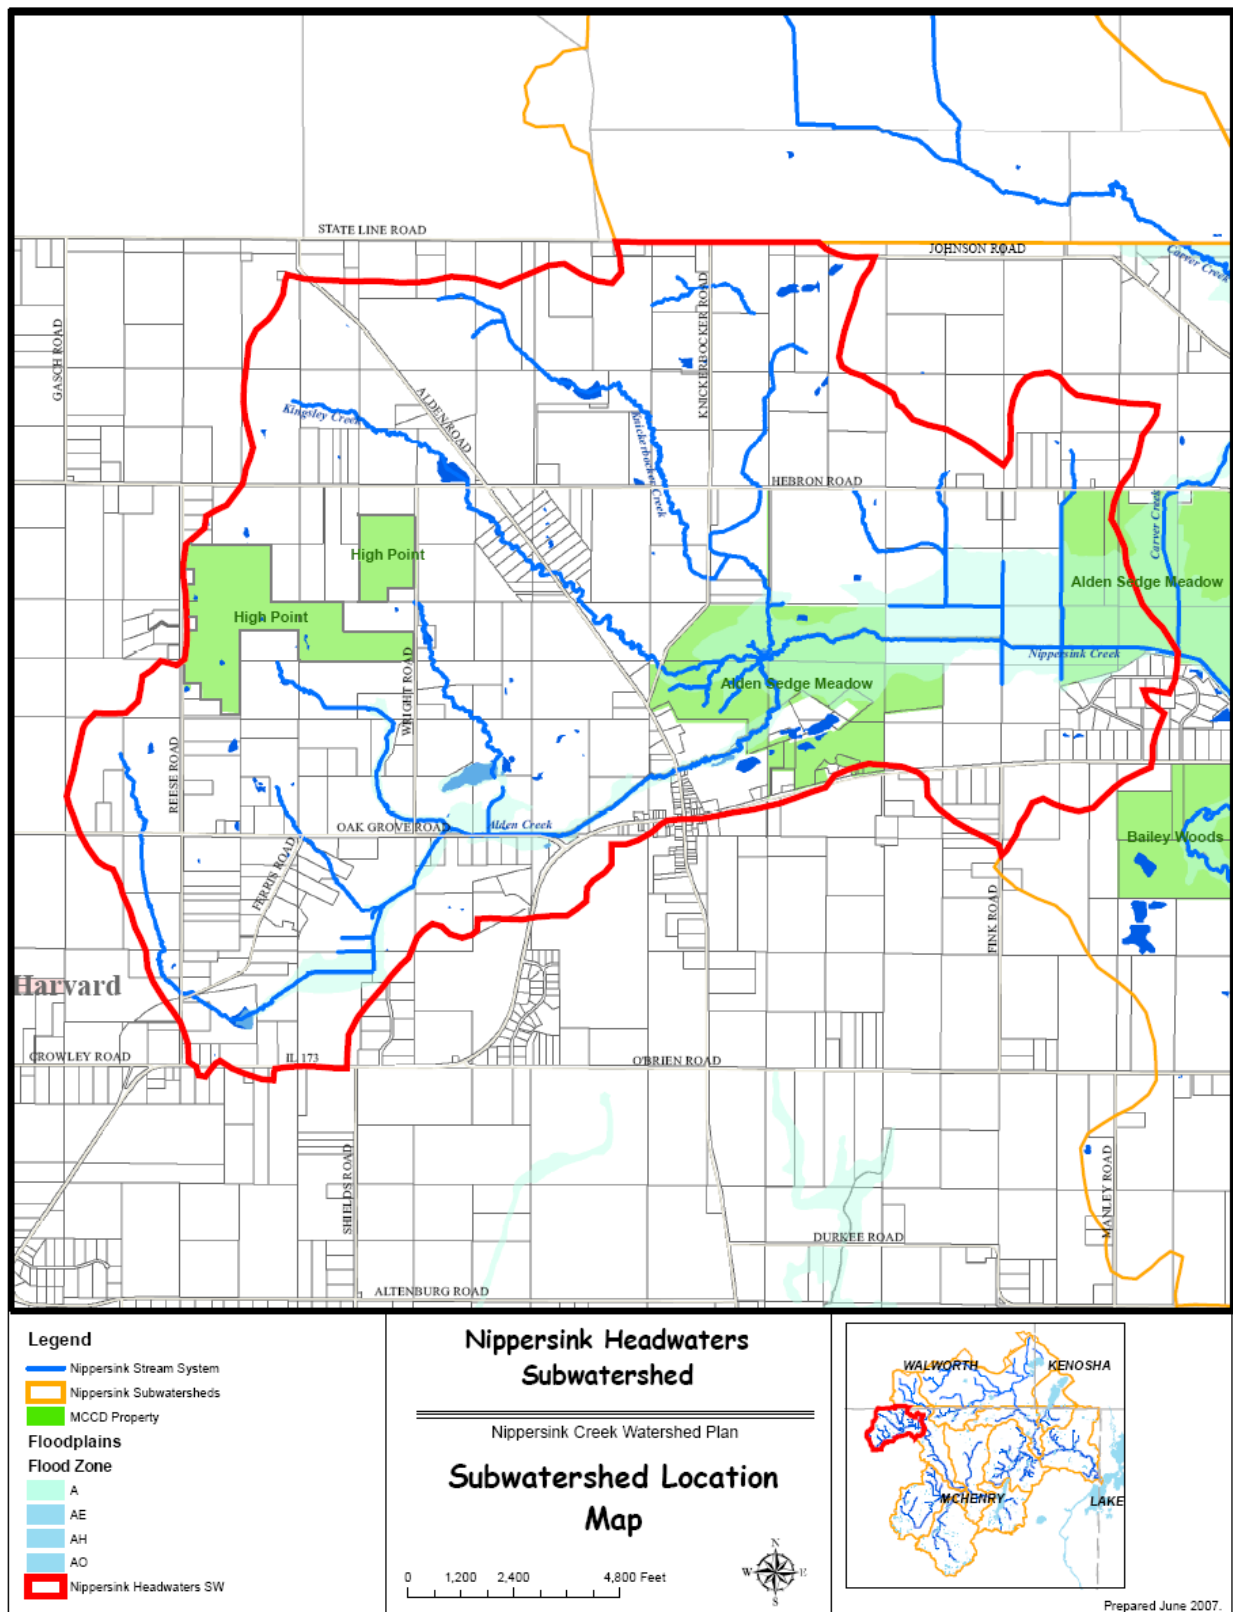 STATE LINE ROAD
JOHNSON ROAD
Carver Creek
GASCH ROAD
KNICKERBOCKER ROAD
ALDEN ROAD
Kingsley Creek
Knickerbocker Creek
HEBRON ROAD
Carver Creek
High Point
Alden Sedge Meadow
High Point
Nippersink Creek
WRIGHT ROAD
Alden Sedge Meadow
REESE ROAD
OAK GROVE ROAD
Alden Creek
Bailey Woods
FERRIS ROAD
FINK ROAD
Harvard
CROWLEY ROAD
IL 173
O'BRIEN ROAD
SHIELDS ROAD
MANLEY ROAD
DURKEE ROAD
ALTENBURG ROAD
Legend
Nippersink Stream System
Nippersink Subwatersheds
MCCD Property
Floodplains
Flood Zone
A
AE
AH
AO
Nippersink Headwaters SW
Nippersink Headwaters
Subwatershed
Nippersink Creek Watershed Plan
Subwatershed Location
Map
0 1,200 2,400 4,800 Feet
N
W E
S
WALWORTH
KENOSHA
MCHENRY
LAKE
Prepared June 2007.